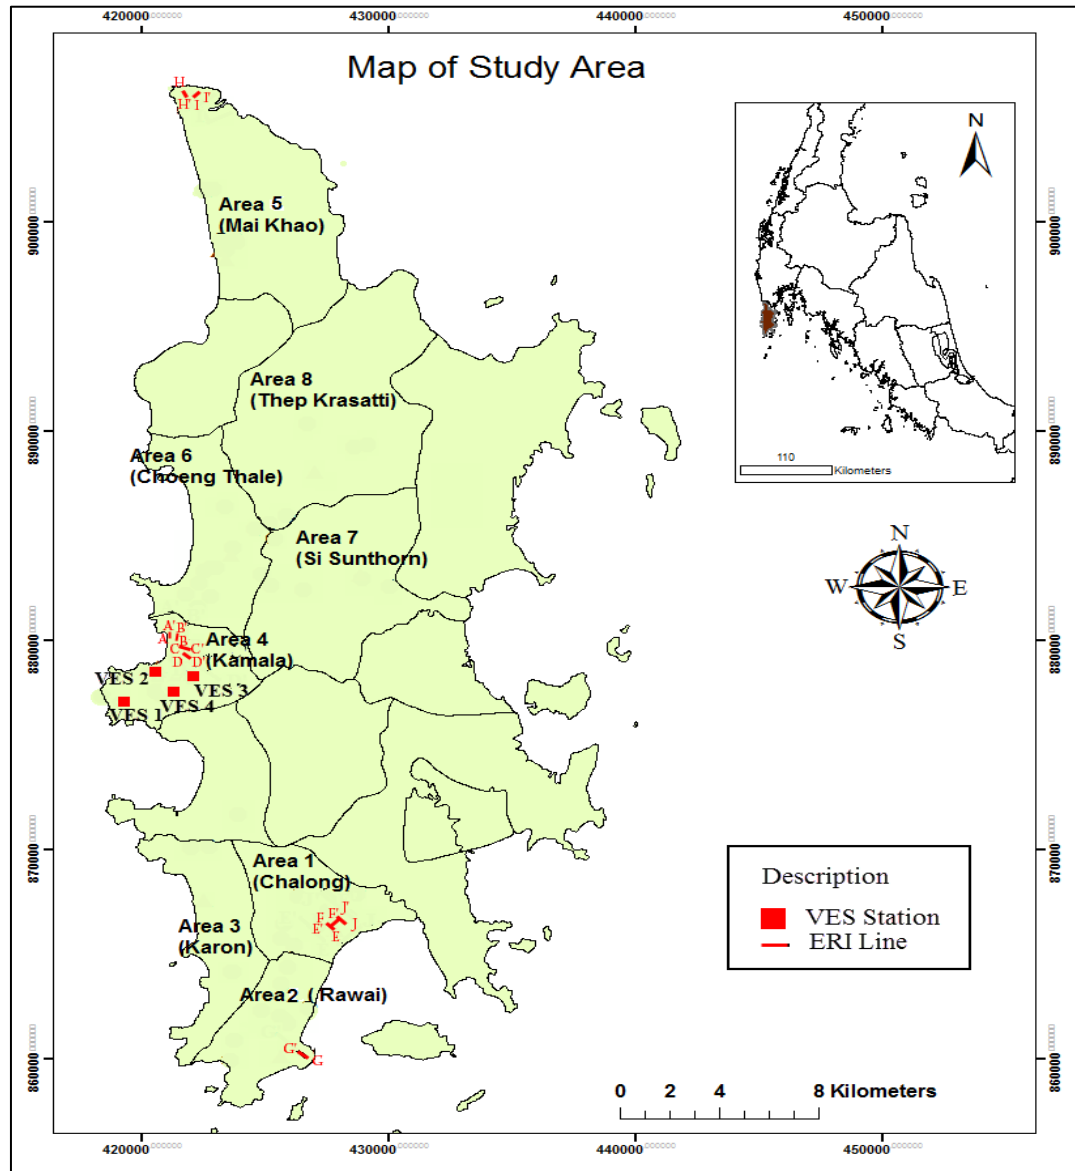 420000 430000 440000 450000
Map of Study Area
H
H' I I'
N
900000
900000
Area 5
(Mai Khao)
Area 8
(Thep Krasatti)
890000
890000
Area 6
(Choeng Thale)
110
Kilometers
Area 7
(Si Sunthorn)
N
W E
S
A' B'
A B
880000
880000
Area 4
(Kamala)
C C'
D D'
VES 2
VES 3
VES 1
VES 4
870000
870000
Area 1
(Chalong)
F F' J'
E' E J
Area 3
(Karon)
Description
VES Station
ERI Line
Area 2 (Rawai)
G' G
860000
860000
0 2 4 8 Kilometers
420000 430000 440000 450000